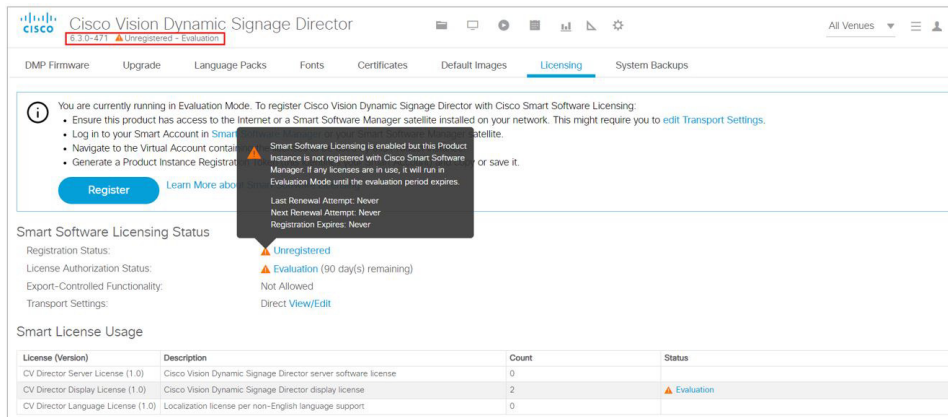 CISCO
Cisco Vision Dynamic Signage Director
6.3.0-471 Unregistered - Evaluation
All Venues
DMP Firmware Upgrade Language Packs Fonts Certificates Default Images Licensing System Backups
You are currently running in Evaluation Mode. To register Cisco Vision Dynamic Signage Director with Cisco Smart Software Licensing:
• Ensure this product has access to the Internet or a Smart Software Manager satellite installed on your network. This might require you to edit Transport Settings.
• Log in to your Smart Account in Smart Software Manager or your Smart Software Manager satellite.
• Navigate to the Virtual Account containing
• Generate a Product Instance Registration or save it.
Smart Software Licensing is enabled but this Product
Instance is not registered with Cisco Smart Software
Manager. If any licenses are in use, it will run in
Evaluation Mode until the evaluation period expires.
Last Renewal Attempt: Never
Next Renewal Attempt: Never
Registration Expires: Never
Register Learn More about
Smart Software Licensing Status
Registration Status: Unregistered
License Authorization Status: Evaluation (90 day(s) remaining)
Export-Controlled Functionality: Not Allowed
Transport Settings: Direct View/Edit
Smart License Usage
License (Version) Description Count Status
CV Director Server License (1.0) Cisco Vision Dynamic Signage Director server software license 0
CV Director Display License (1.0) Cisco Vision Dynamic Signage Director display license 2 Evaluation
CV Director Language License (1.0) Localization license per non-English language support 0